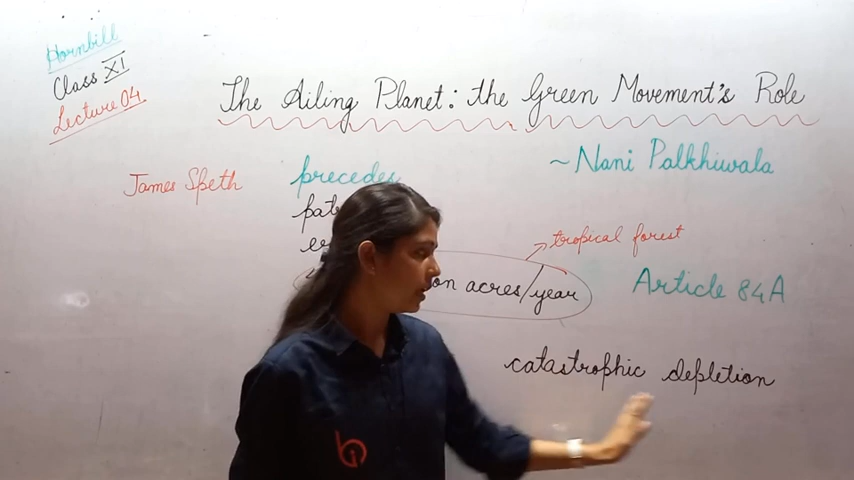 Hornbill
Class XI
Lecture 04
The Ailing Planet: the Green Movement's Role
~Nani Palkhiwala
James Speth
precedes
tropical forest
acres/year
Article 84A
catastrophic depletion